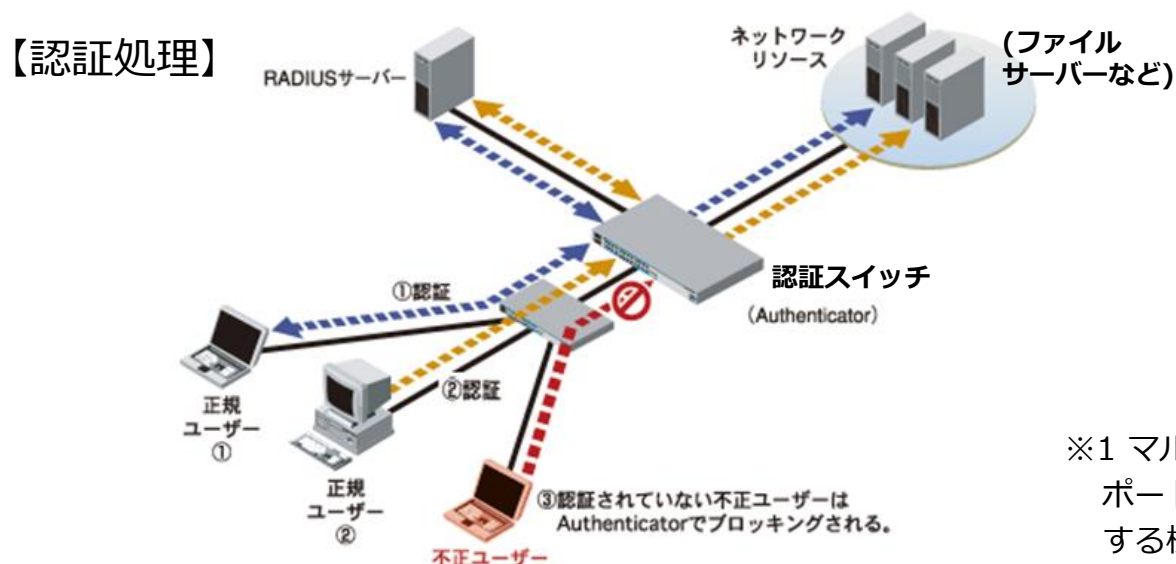 【認証処理】
RADIUSサーバー
ネットワーク
リソース
(ファイル
サーバーなど)
認証スイッチ
(Authenticator)
①認証
②認証
正規
ユーザー
①
正規
ユーザー
②
③認証されていない不正ユーザーは
Authenticatorでブロッキングされる。
不正ユーザー
※1 マル
ポー
する